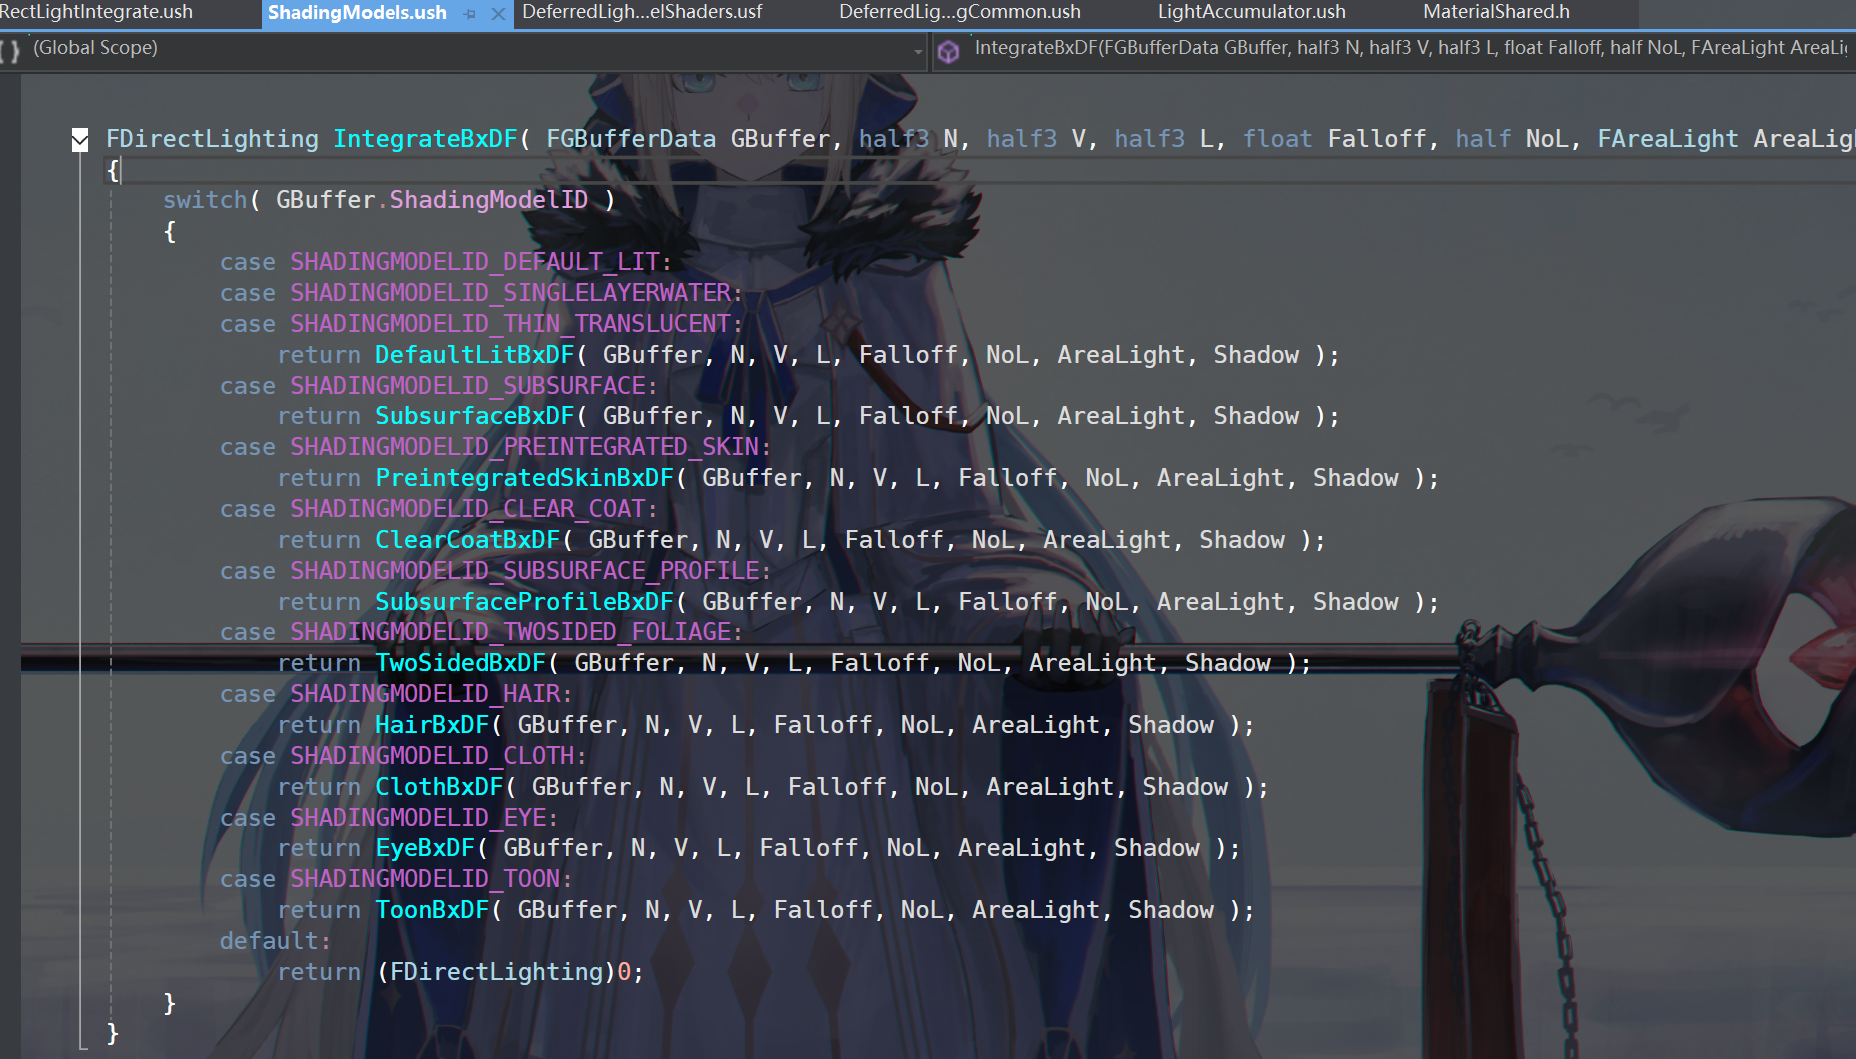 RectLightIntegrate.ush ShadingModels.ush DeferredLigh...elShaders.usf DeferredLig...gCommon.ush LightAccumulator.ush MaterialShared.h
(Global Scope) IntegrateBxDF(FGBufferData GBuffer, half3 N, half3 V, half3 L, float Falloff, half NoL, FAreaLight AreaLi
FDirectLighting IntegrateBxDF( FGBufferData GBuffer, half3 N, half3 V, half3 L, float Falloff, half NoL, FAreaLight AreaLig
{
switch( GBuffer.ShadingModelID )
{
case SHADINGMODELID_DEFAULT_LIT:
case SHADINGMODELID_SINGLELAYERWATER:
case SHADINGMODELID_THIN_TRANSLUCENT:
return DefaultLitBxDF( GBuffer, N, V, L, Falloff, NoL, AreaLight, Shadow );
case SHADINGMODELID_SUBSURFACE:
return SubsurfaceBxDF( GBuffer, N, V, L, Falloff, NoL, AreaLight, Shadow );
case SHADINGMODELID_PREINTEGRATED_SKIN:
return PreintegratedSkinBxDF( GBuffer, N, V, L, Falloff, NoL, AreaLight, Shadow );
case SHADINGMODELID_CLEAR_COAT:
return ClearCoatBxDF( GBuffer, N, V, L, Falloff, NoL, AreaLight, Shadow );
case SHADINGMODELID_SUBSURFACE_PROFILE:
return SubsurfaceProfileBxDF( GBuffer, N, V, L, Falloff, NoL, AreaLight, Shadow );
case SHADINGMODELID_TWOSIDED_FOLIAGE:
return TwoSidedBxDF( GBuffer, N, V, L, Falloff, NoL, AreaLight, Shadow );
case SHADINGMODELID_HAIR:
return HairBxDF( GBuffer, N, V, L, Falloff, NoL, AreaLight, Shadow );
case SHADINGMODELID_CLOTH:
return ClothBxDF( GBuffer, N, V, L, Falloff, NoL, AreaLight, Shadow );
case SHADINGMODELID_EYE:
return EyeBxDF( GBuffer, N, V, L, Falloff, NoL, AreaLight, Shadow );
case SHADINGMODELID_TOON:
return ToonBxDF( GBuffer, N, V, L, Falloff, NoL, AreaLight, Shadow );
default:
return (FDirectLighting)0;
}
}